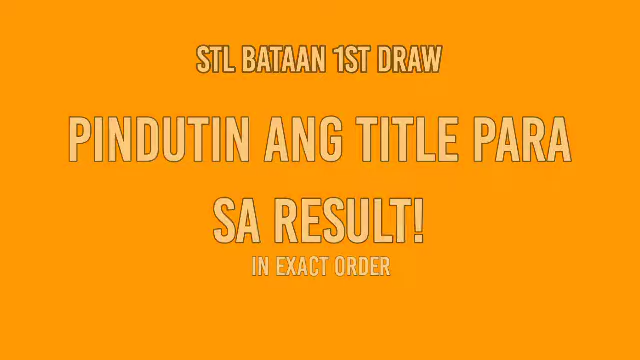 STL BATAAN 1ST DRAW
PINDUTIN ANG TITLE PARA
SA RESULT!
IN EXACT ORDER